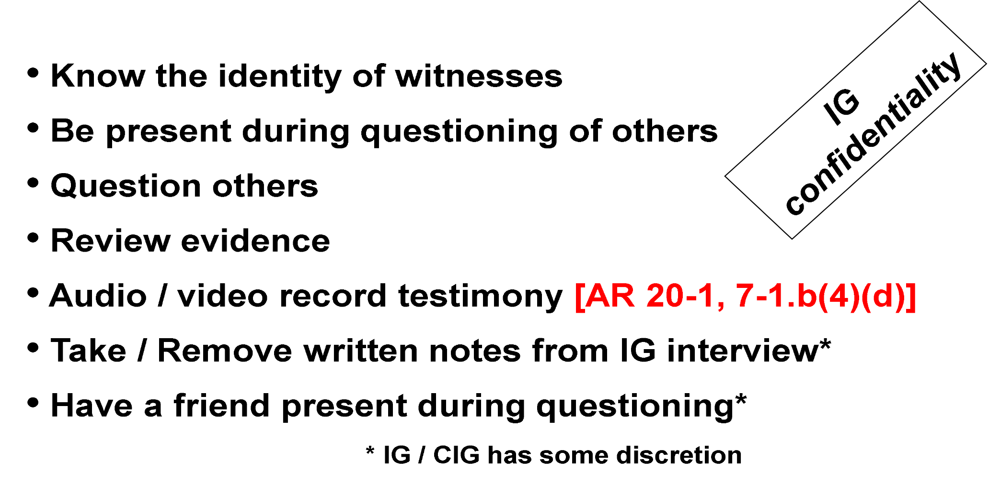 • Know the identity of witnesses
• Be present during questioning of others
• Question others
• Review evidence
• Audio / video record testimony [AR 20-1, 7-1.b(4)(d)]
• Take / Remove written notes from IG interview*
• Have a friend present during questioning*
* IG / CIG has some discretion
IG
confidentiality